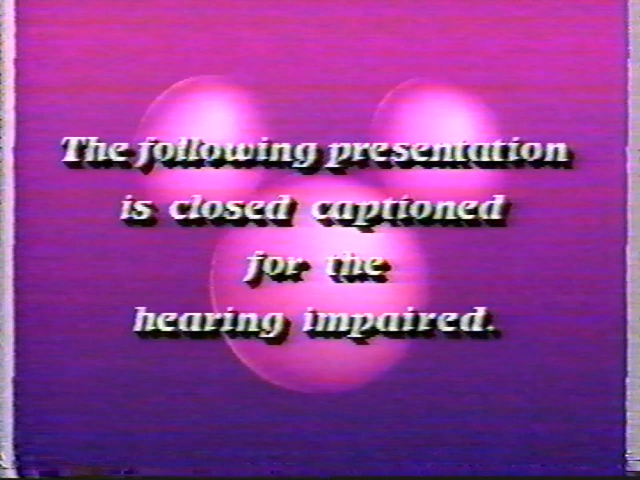 The following presentation
is closed captioned
for the
hearing impaired.